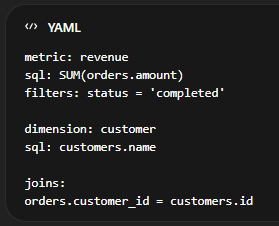 </> YAML
metric: revenue
sql: SUM(orders.amount)
filters: status = 'completed'
dimension: customer
sql: customers.name
joins:
orders.customer_id = customers.id